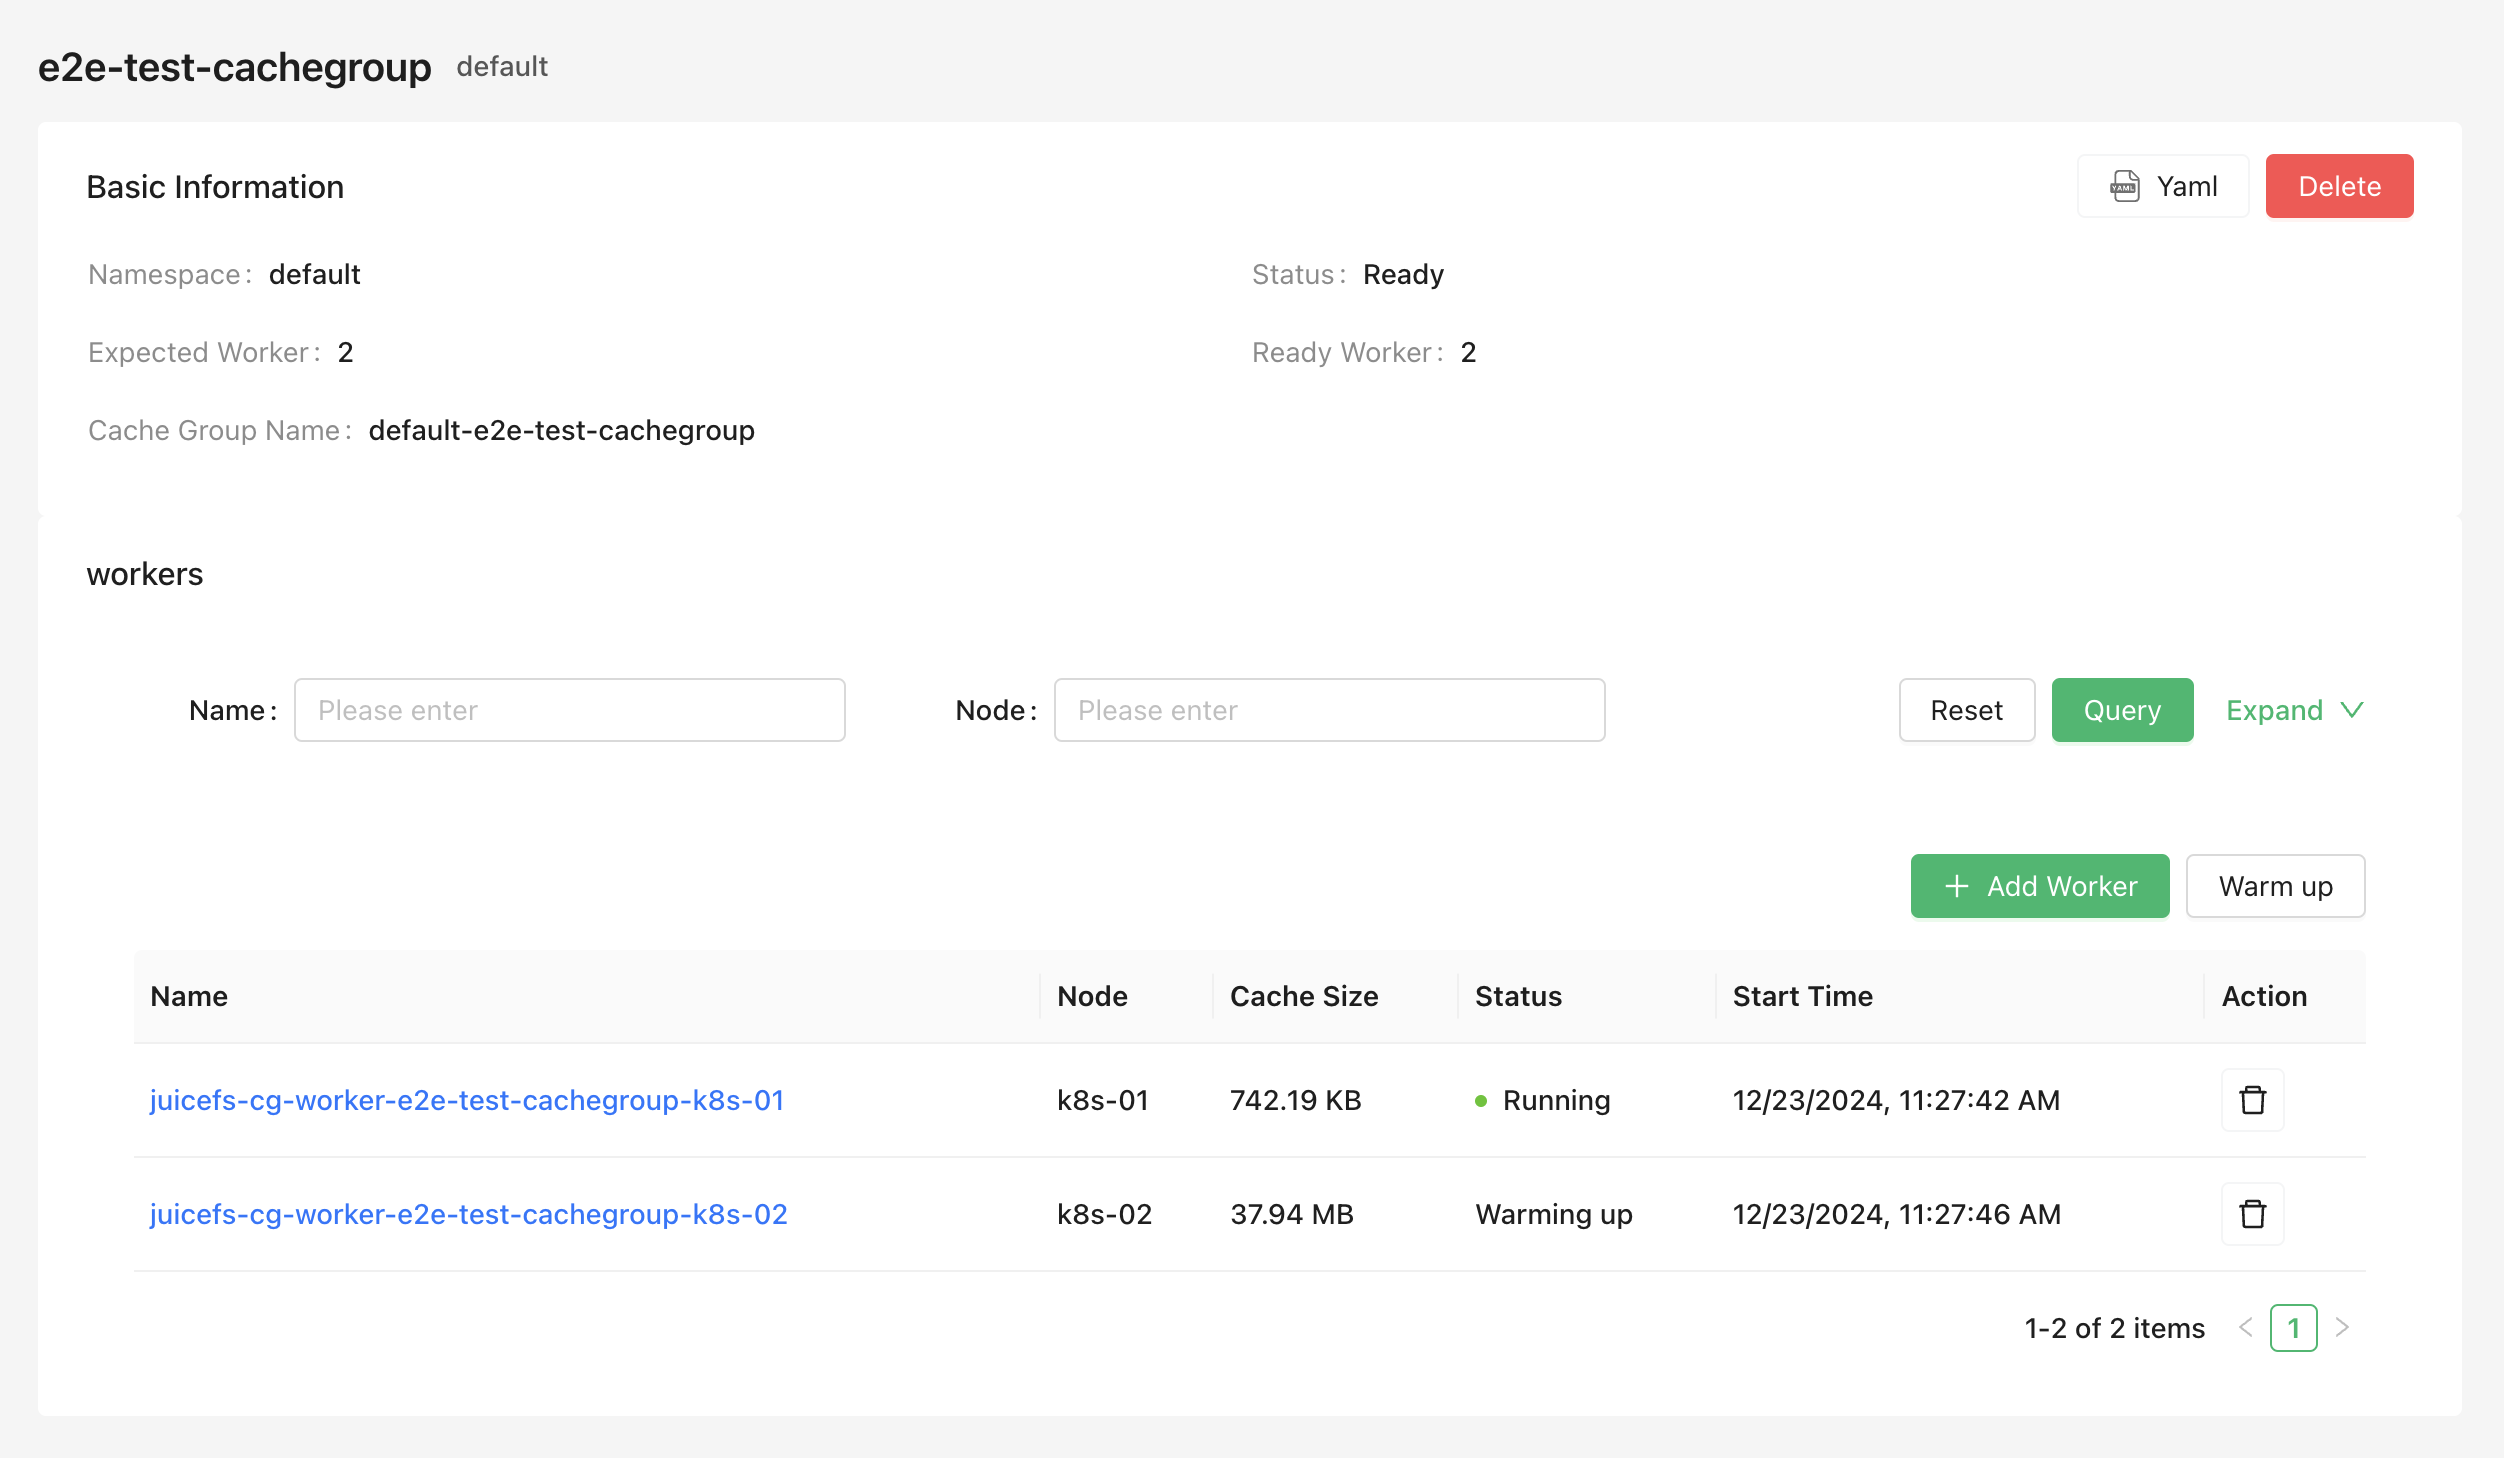 e2e-test-cachegroup default
Basic Information
YAML Yaml
Delete
Namespace: default
Status: Ready
Expected Worker: 2
Ready Worker: 2
Cache Group Name: default-e2e-test-cachegroup
workers
Name: Please enter
Node: Please enter
Reset
Query
Expand
+ Add Worker
Warm up
Name Node Cache Size Status Start Time Action
juicefs-cg-worker-e2e-test-cachegroup-k8s-01 k8s-01 742.19 KB Running 12/23/2024, 11:27:42 AM
juicefs-cg-worker-e2e-test-cachegroup-k8s-02 k8s-02 37.94 MB Warming up 12/23/2024, 11:27:46 AM
1-2 of 2 items < 1 >